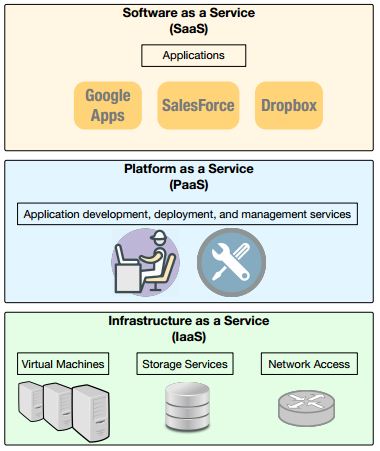 Software as a Service
(SaaS)
Applications
Google
Apps
SalesForce
Dropbox
Platform as a Service
(PaaS)
Application development, deployment, and management services
Infrastructure as a Service
(IaaS)
Virtual Machines
Storage Services
Network Access